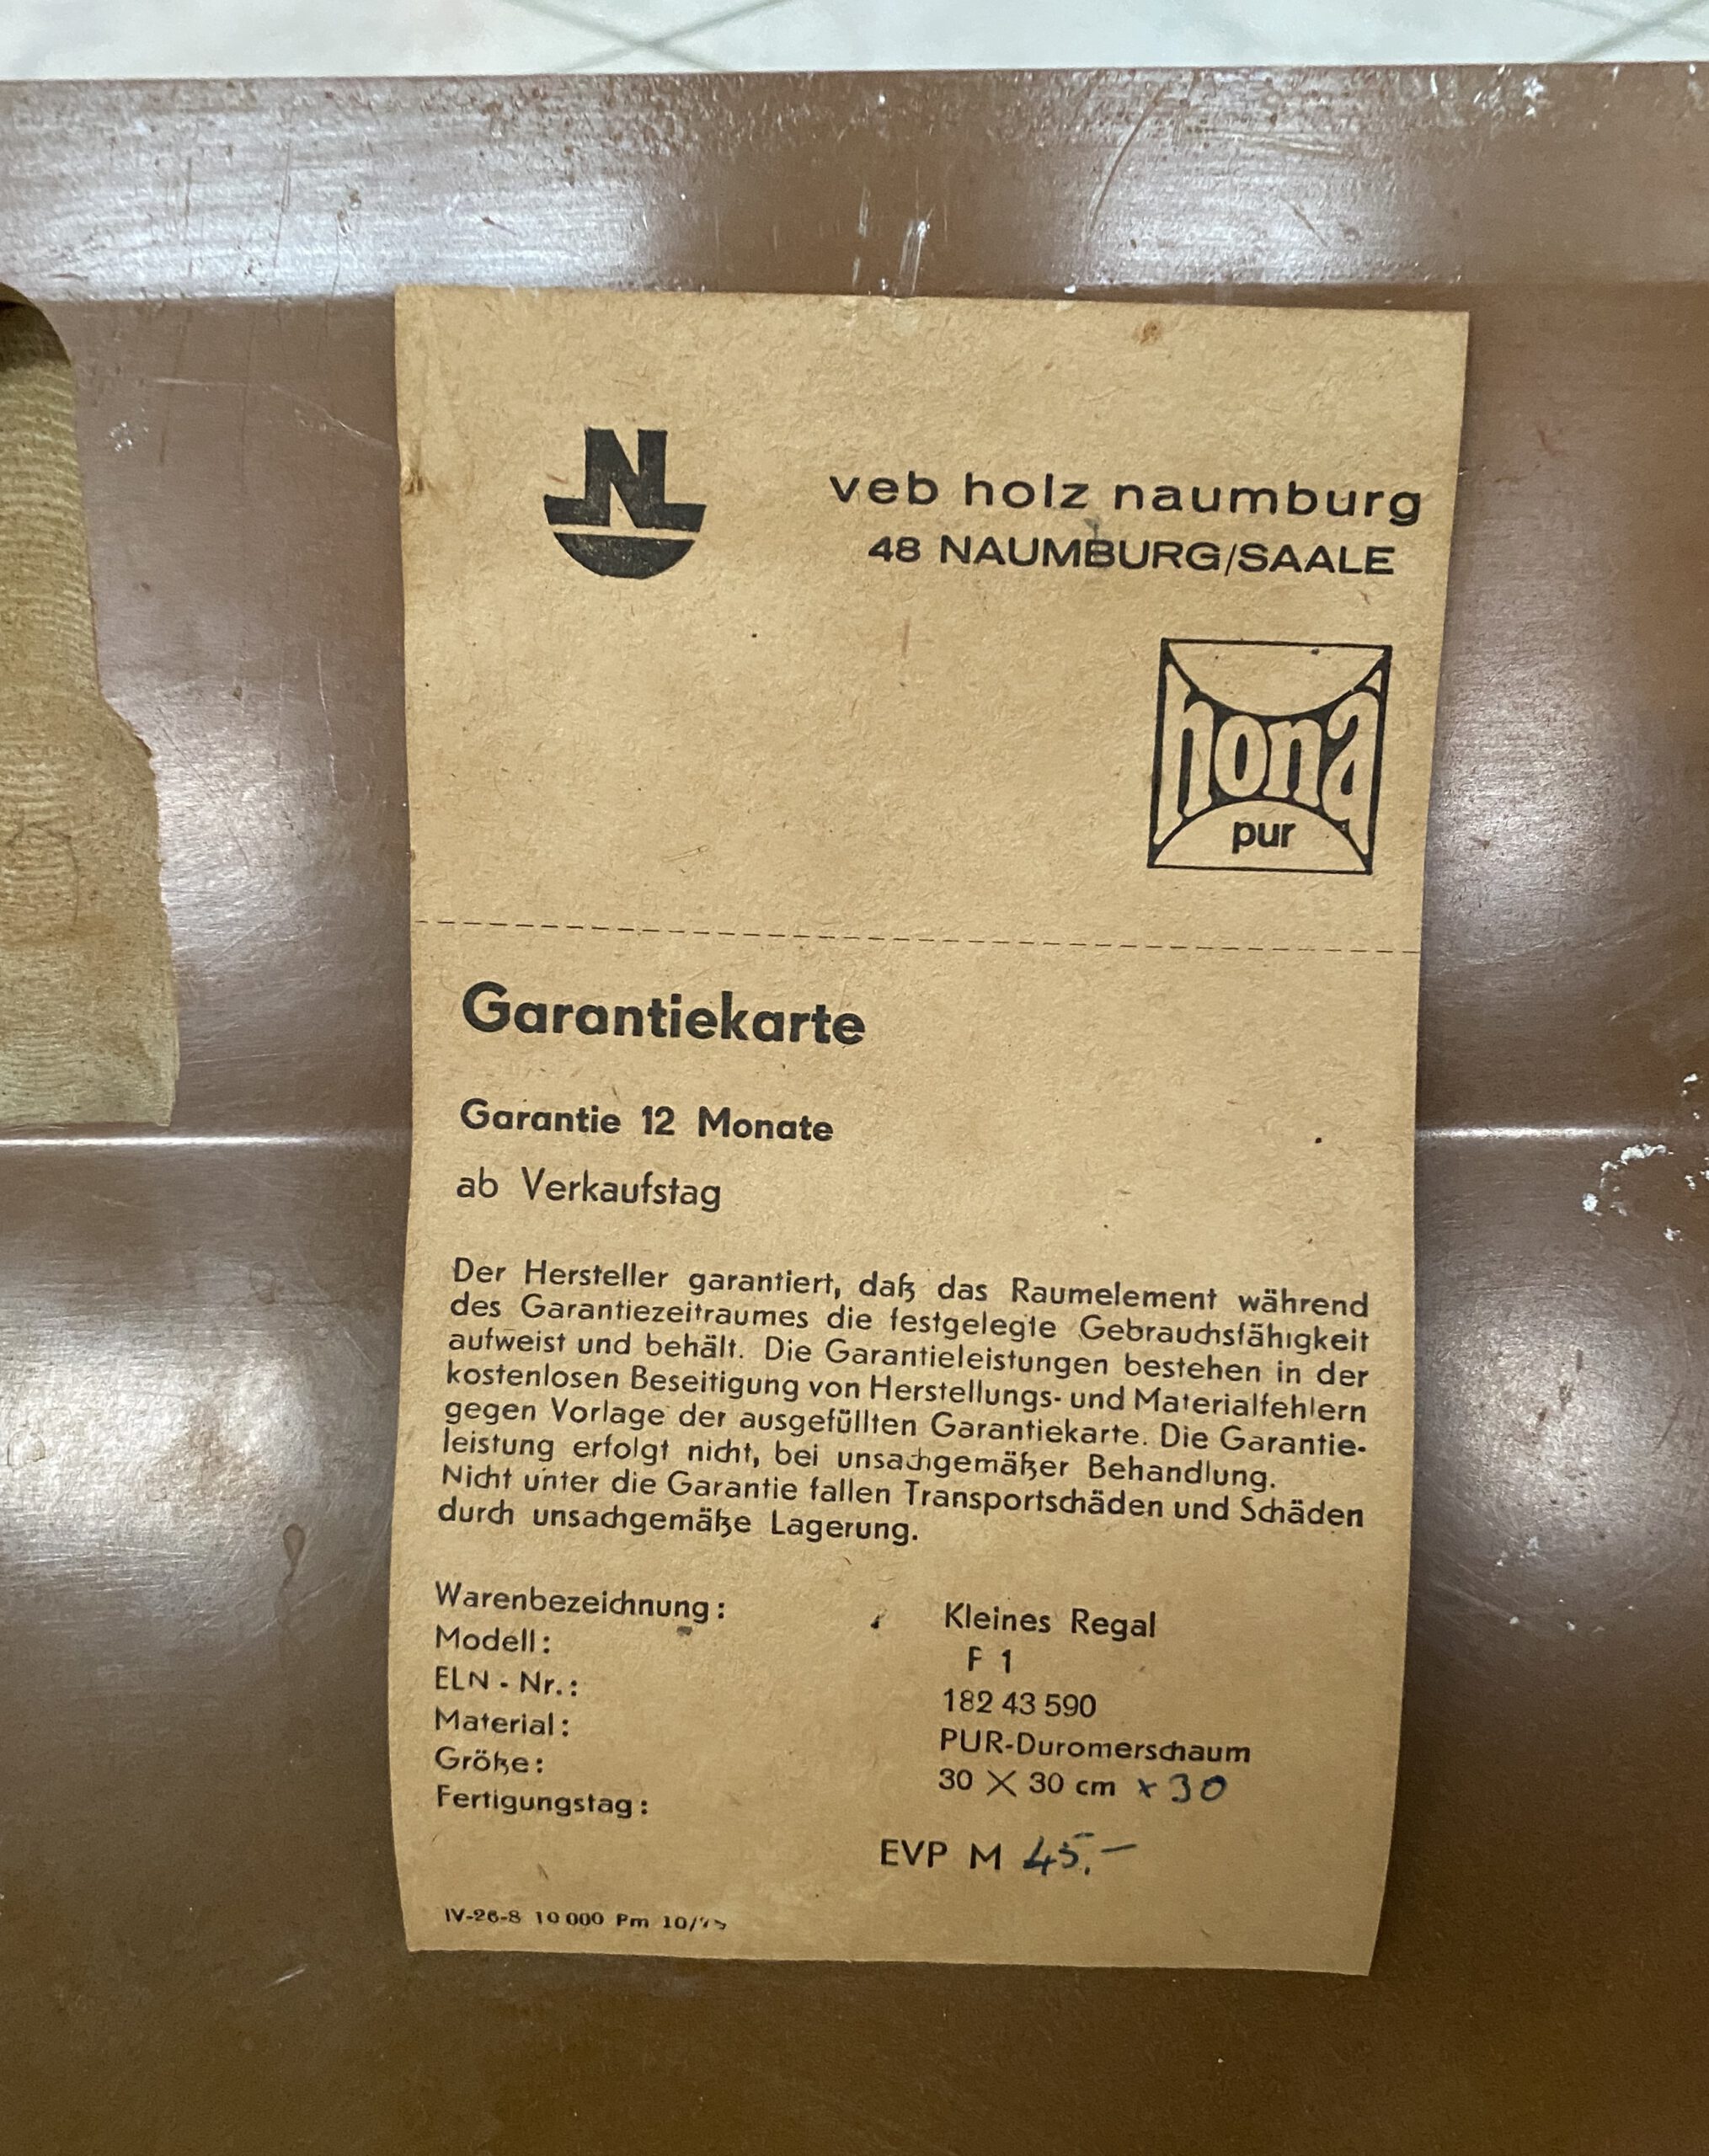 N
veb holz naumburg
48 NAUMBURG/SAALE
hona
pur
Garantiekarte
Garantie 12 Monate
ab Verkaufstag
Der Hersteller garantiert, daß das Raumelement während
des Garantiezeitraumes die festgelegte Gebrauchsfähigkeit
aufweist und behält. Die Garantieleistungen bestehen in der
kostenlosen Beseitigung von Herstellungs- und Materialfehlern
gegen Vorlage der ausgefüllten Garantiekarte. Die Garantie-
leistung erfolgt nicht, bei unsachgemäßer Behandlung.
Nicht unter die Garantie fallen Transportschäden und Schäden
durch unsachgemäße Lagerung.
Warenbezeichnung: Kleines Regal
Modell: F 1
ELN - Nr.: 182 43 590
Material: PUR-Duromerschaum
Größe: 30 X 30 cm x 30
Fertigungstag:
EVP M 45,–
IV-26-8 10 000 Pm